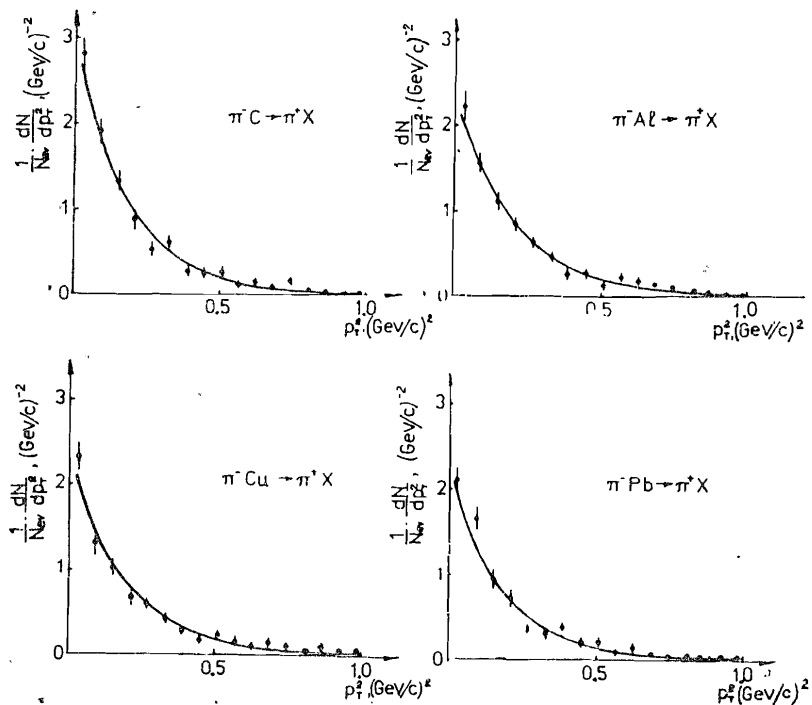 3
2
1
0
1/N_ev · dN/dp_T², (GeV/c)⁻²
π⁻C → π⁺X
0.5
1.0
p_T², (GeV/c)²
3
2
1
0
1/N_ev · dN/dp_T², (GeV/c)⁻²
π⁻Aℓ → π⁺X
0.5
1.0
p_T², (GeV/c)²
3
2
1
0
1/N_ev · dN/dp_T², (GeV/c)⁻²
π⁻Cu → π⁺X
0.5
1.0
p_T², (GeV/c)²
3
2
1
0
1/N_ev · dN/dp_T², (GeV/c)⁻²
π⁻Pb → π⁺X
0.5
1.0
p_T², (GeV/c)²